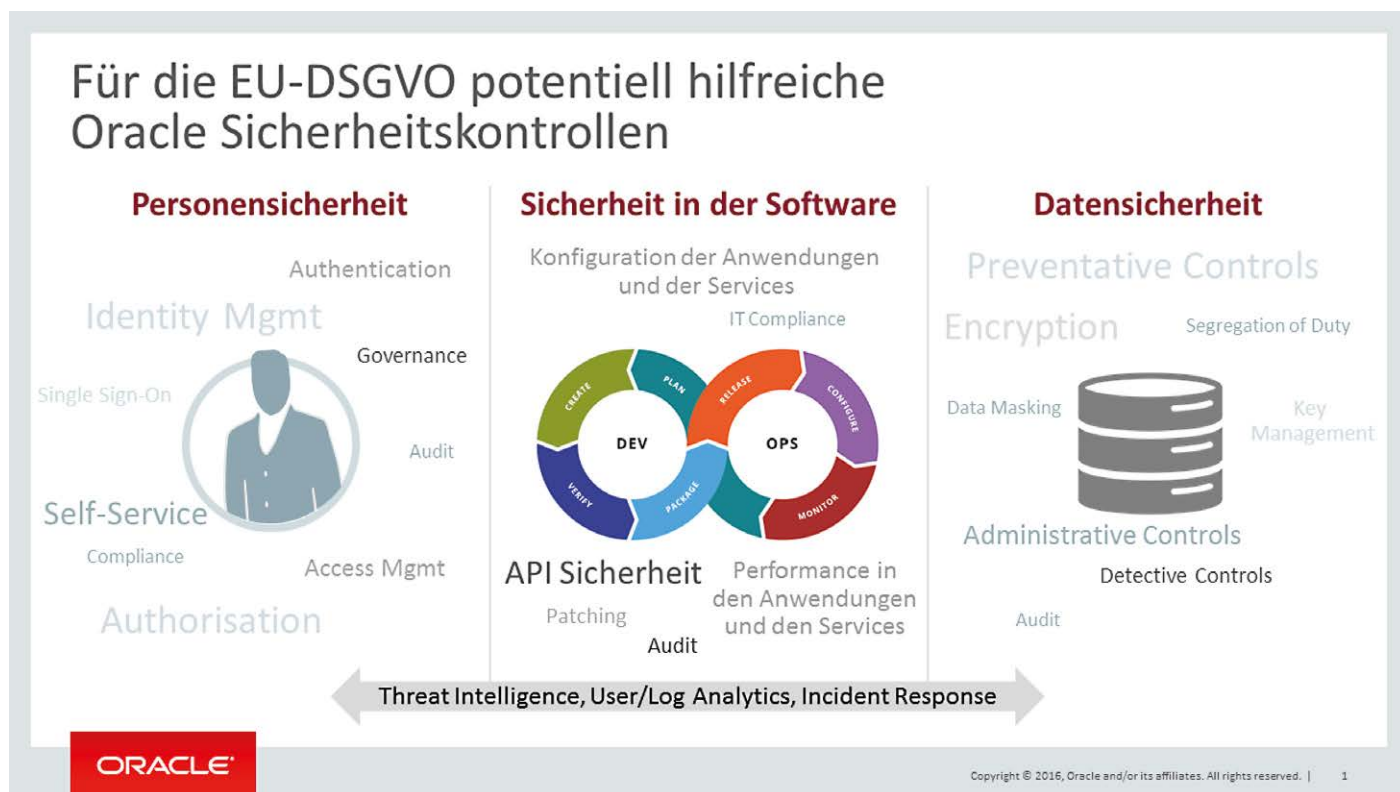 Für die EU-DSGVO potentiell hilfreiche
Oracle Sicherheitskontrollen
Personensicherheit
Authentication
Identity Mgmt
Governance
Single Sign-On
Audit
Self-Service
Compliance
Access Mgmt
Authorisation
Sicherheit in der Software
Konfiguration der Anwendungen
und der Services
IT Compliance
CREATE
PLAN
RELEASE
CONFIGURE
DEV
OPS
VERIFY
PACKAGE
MONITOR
API Sicherheit
Performance in
den Anwendungen
und den Services
Patching
Audit
Datensicherheit
Preventative Controls
Encryption
Segregation of Duty
Data Masking
Key
Management
Administrative Controls
Detective Controls
Audit
Threat Intelligence, User/Log Analytics, Incident Response
ORACLE®
Copyright © 2016, Oracle and/or its affiliates. All rights reserved. | 1